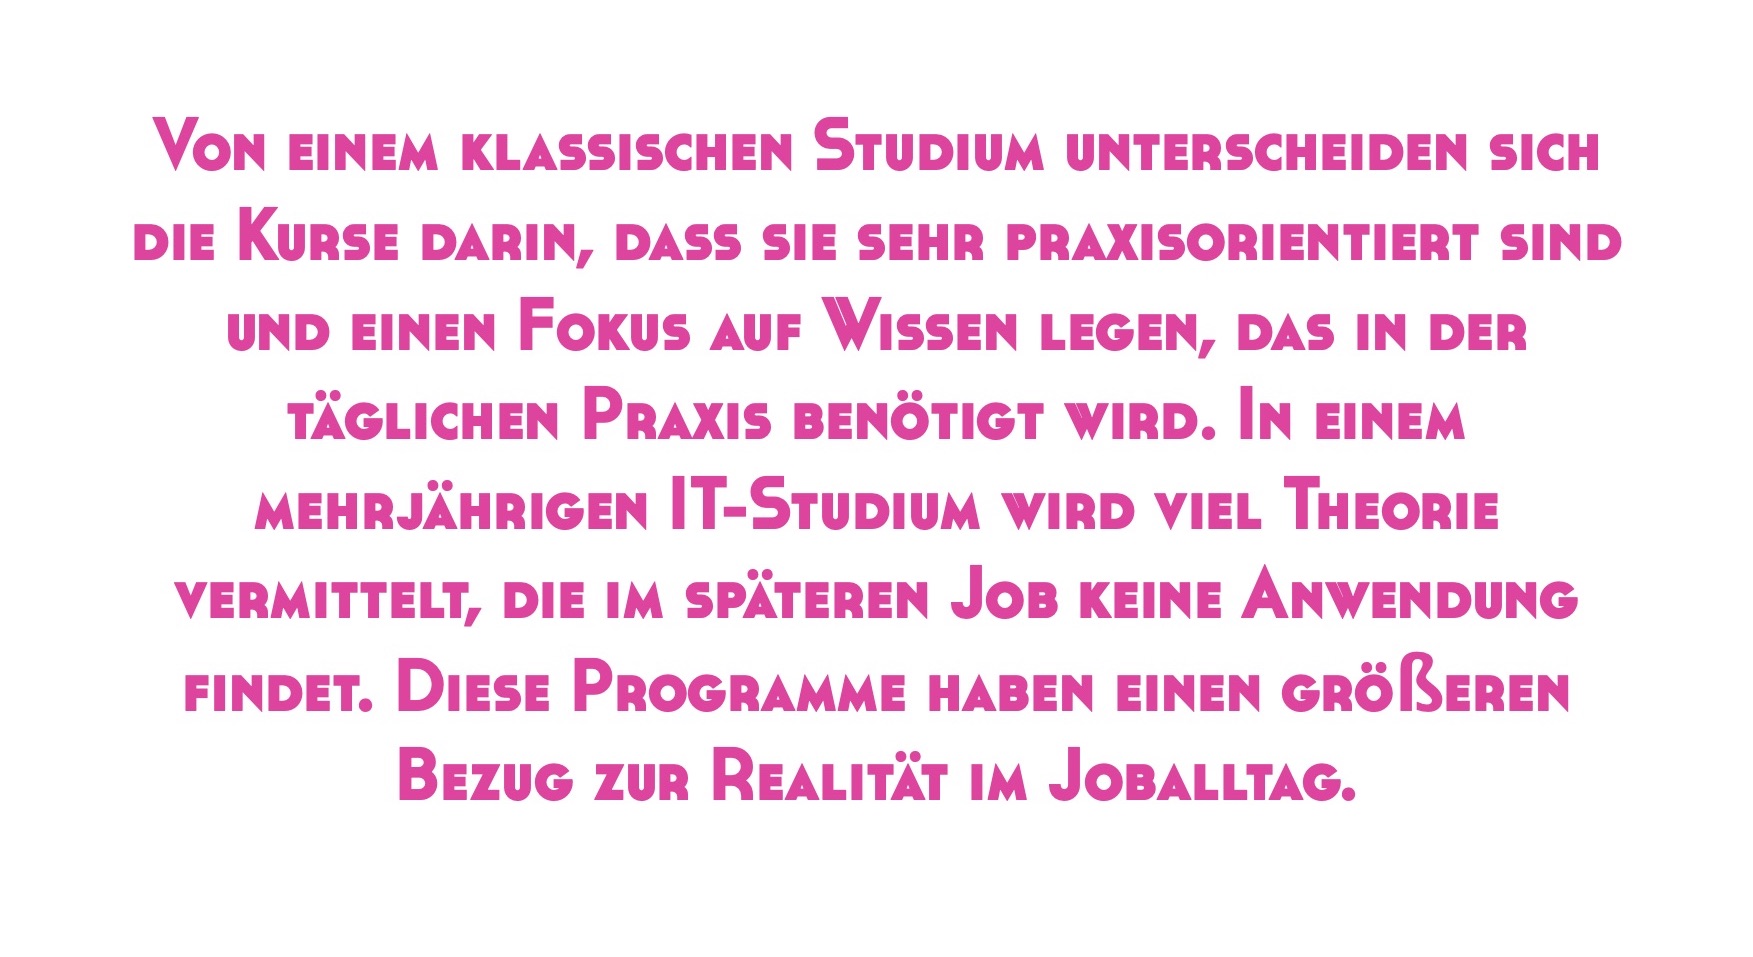 Von einem klassischen Studium unterscheiden sich
die Kurse darin, dass sie sehr praxisorientiert sind
und einen Fokus auf Wissen legen, das in der
täglichen Praxis benötigt wird. In einem
mehrjährigen IT-Studium wird viel Theorie
vermittelt, die im späteren Job keine Anwendung
findet. Diese Programme haben einen größeren
Bezug zur Realität im Joballtag.